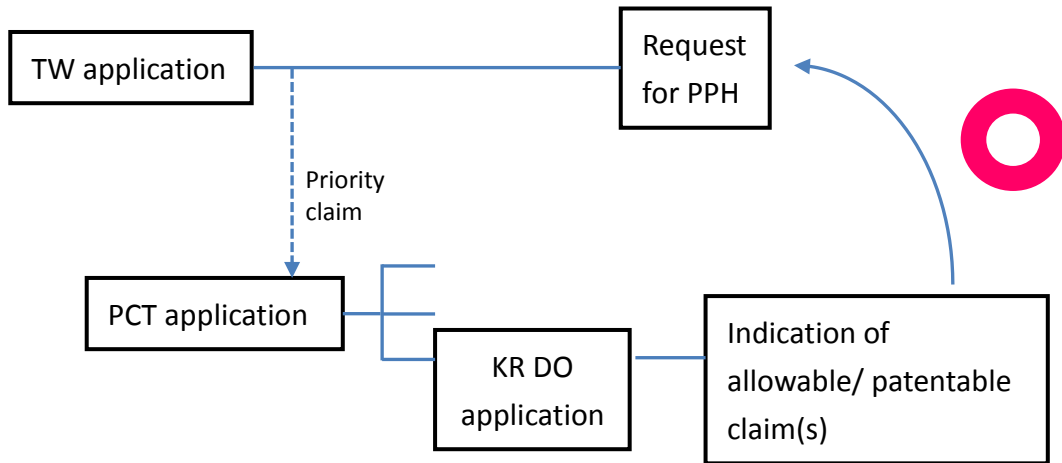 TW application
Request
for PPH
Priority
claim
PCT application
KR DO
application
Indication of
allowable/ patentable
claim(s)